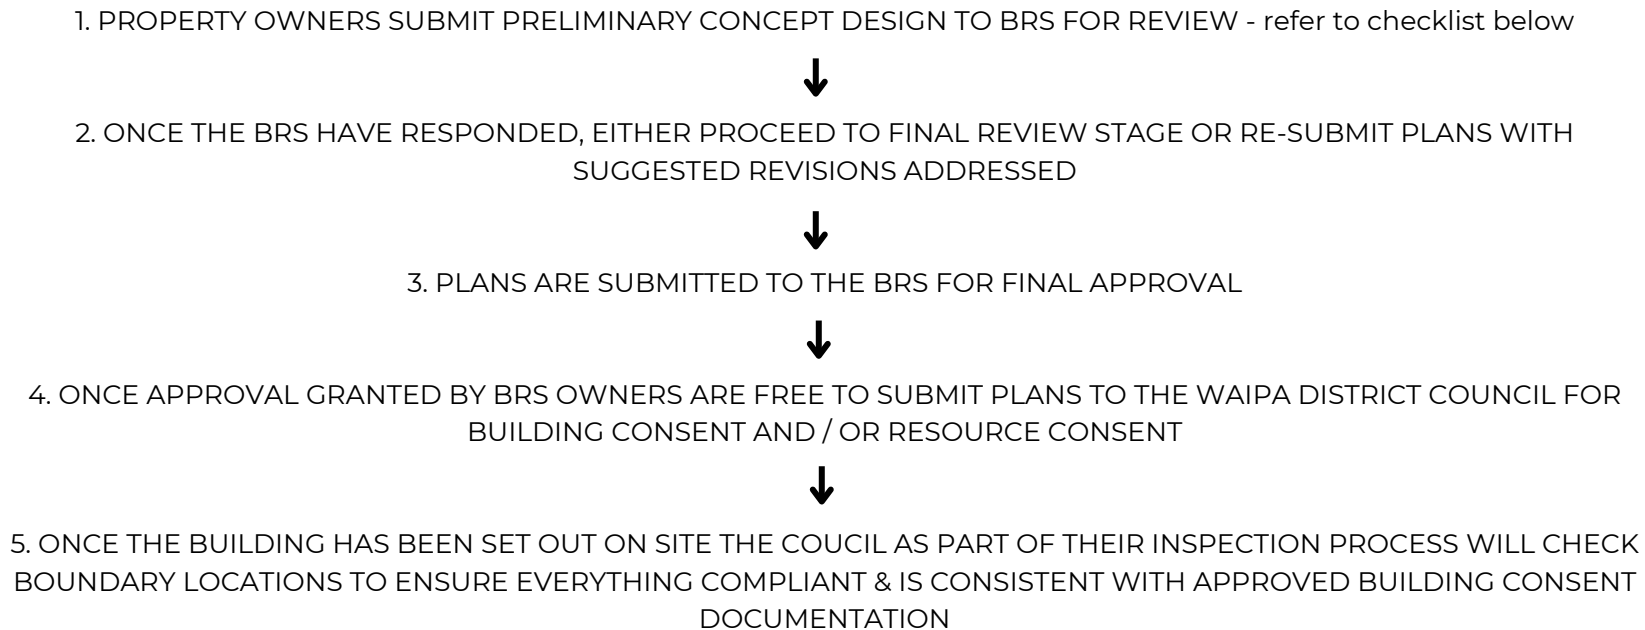 1. PROPERTY OWNERS SUBMIT PRELIMINARY CONCEPT DESIGN TO BRS FOR REVIEW - refer to checklist below
2. ONCE THE BRS HAVE RESPONDED, EITHER PROCEED TO FINAL REVIEW STAGE OR RE-SUBMIT PLANS WITH
SUGGESTED REVISIONS ADDRESSED
3. PLANS ARE SUBMITTED TO THE BRS FOR FINAL APPROVAL
4. ONCE APPROVAL GRANTED BY BRS OWNERS ARE FREE TO SUBMIT PLANS TO THE WAIPA DISTRICT COUNCIL FOR
BUILDING CONSENT AND / OR RESOURCE CONSENT
5. ONCE THE BUILDING HAS BEEN SET OUT ON SITE THE COUCIL AS PART OF THEIR INSPECTION PROCESS WILL CHECK
BOUNDARY LOCATIONS TO ENSURE EVERYTHING COMPLIANT & IS CONSISTENT WITH APPROVED BUILDING CONSENT
DOCUMENTATION